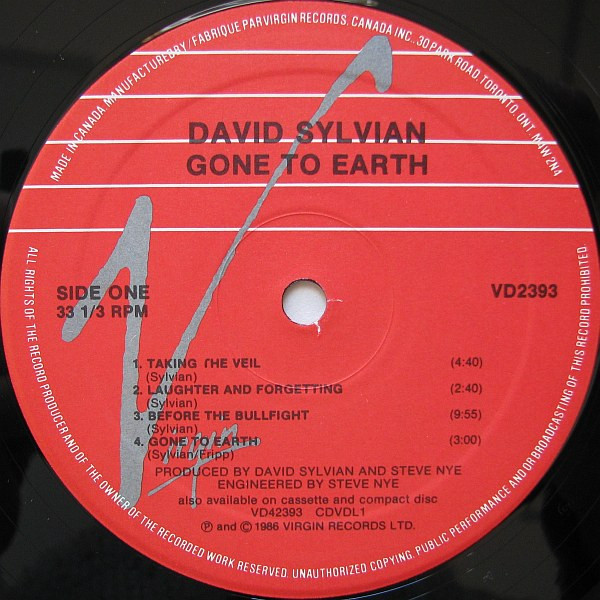 MADE IN CANADA. MANUFACTURED BY / FABRIQUE PAR VIRGIN RECORDS, CANADA INC., 30 PARK ROAD, TORONTO, ONT. M4W 2N4
DAVID SYLVIAN
GONE TO EARTH
SIDE ONE
33 1/3 RPM
VD2393
1. TAKING THE VEIL (4:40)
(Sylvian)
2. LAUGHTER AND FORGETTING (2:40)
(Sylvian)
3. BEFORE THE BULLFIGHT (9:55)
(Sylvian)
4. GONE TO EARTH (3:00)
(Sylvian/Fripp)
Virgin
PRODUCED BY DAVID SYLVIAN AND STEVE NYE
ENGINEERED BY STEVE NYE
also available on cassette and compact disc
VD42393 CDVDL1
Ⓟ and © 1986 VIRGIN RECORDS LTD.
ALL RIGHTS OF THE RECORD PRODUCER AND OF THE OWNER OF THE RECORDED WORK RESERVED. UNAUTHORIZED COPYING, PUBLIC PERFORMANCE AND/OR BROADCASTING OF THIS RECORD PROHIBITED.